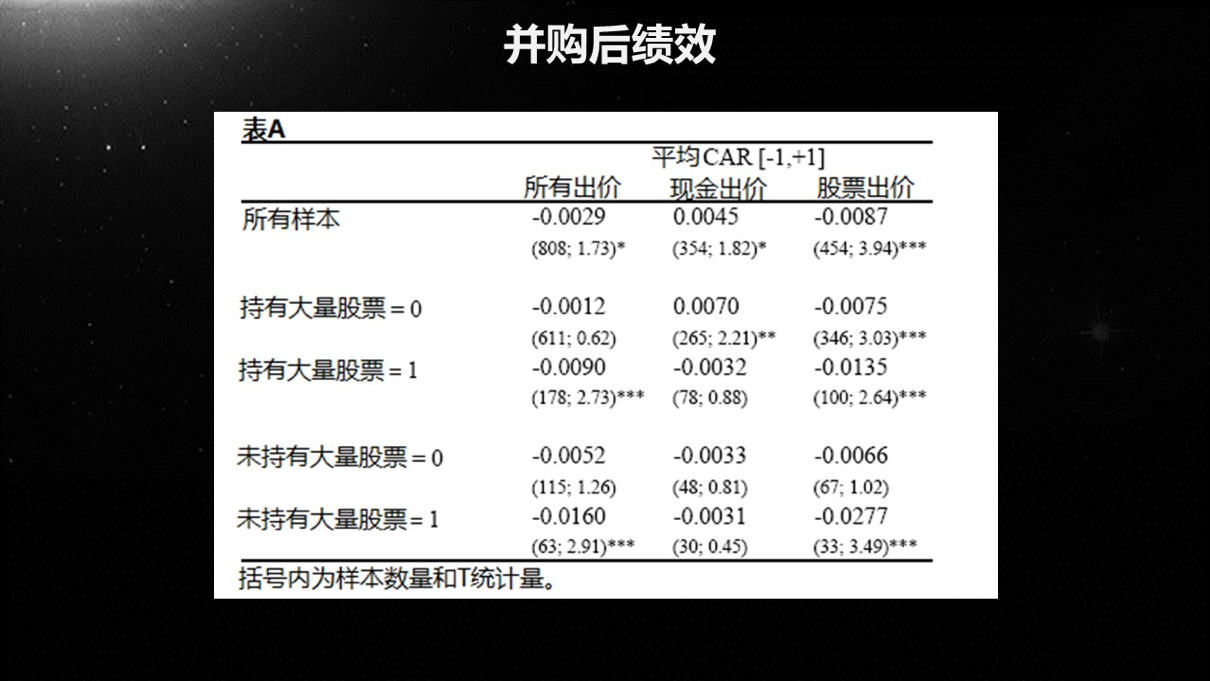 并购后绩效
表A
平均CAR [-1,+1]
所有出价 现金出价 股票出价
所有样本 -0.0029 0.0045 -0.0087
(808; 1.73)* (354; 1.82)* (454; 3.94)***
持有大量股票 = 0 -0.0012 0.0070 -0.0075
(611; 0.62) (265; 2.21)** (346; 3.03)***
持有大量股票 = 1 -0.0090 -0.0032 -0.0135
(178; 2.73)*** (78; 0.88) (100; 2.64)***
未持有大量股票 = 0 -0.0052 -0.0033 -0.0066
(115; 1.26) (48; 0.81) (67; 1.02)
未持有大量股票= 1 -0.0160 -0.0031 -0.0277
(63; 2.91)*** (30; 0.45) (33; 3.49)***
括号内为样本数量和T统计量。